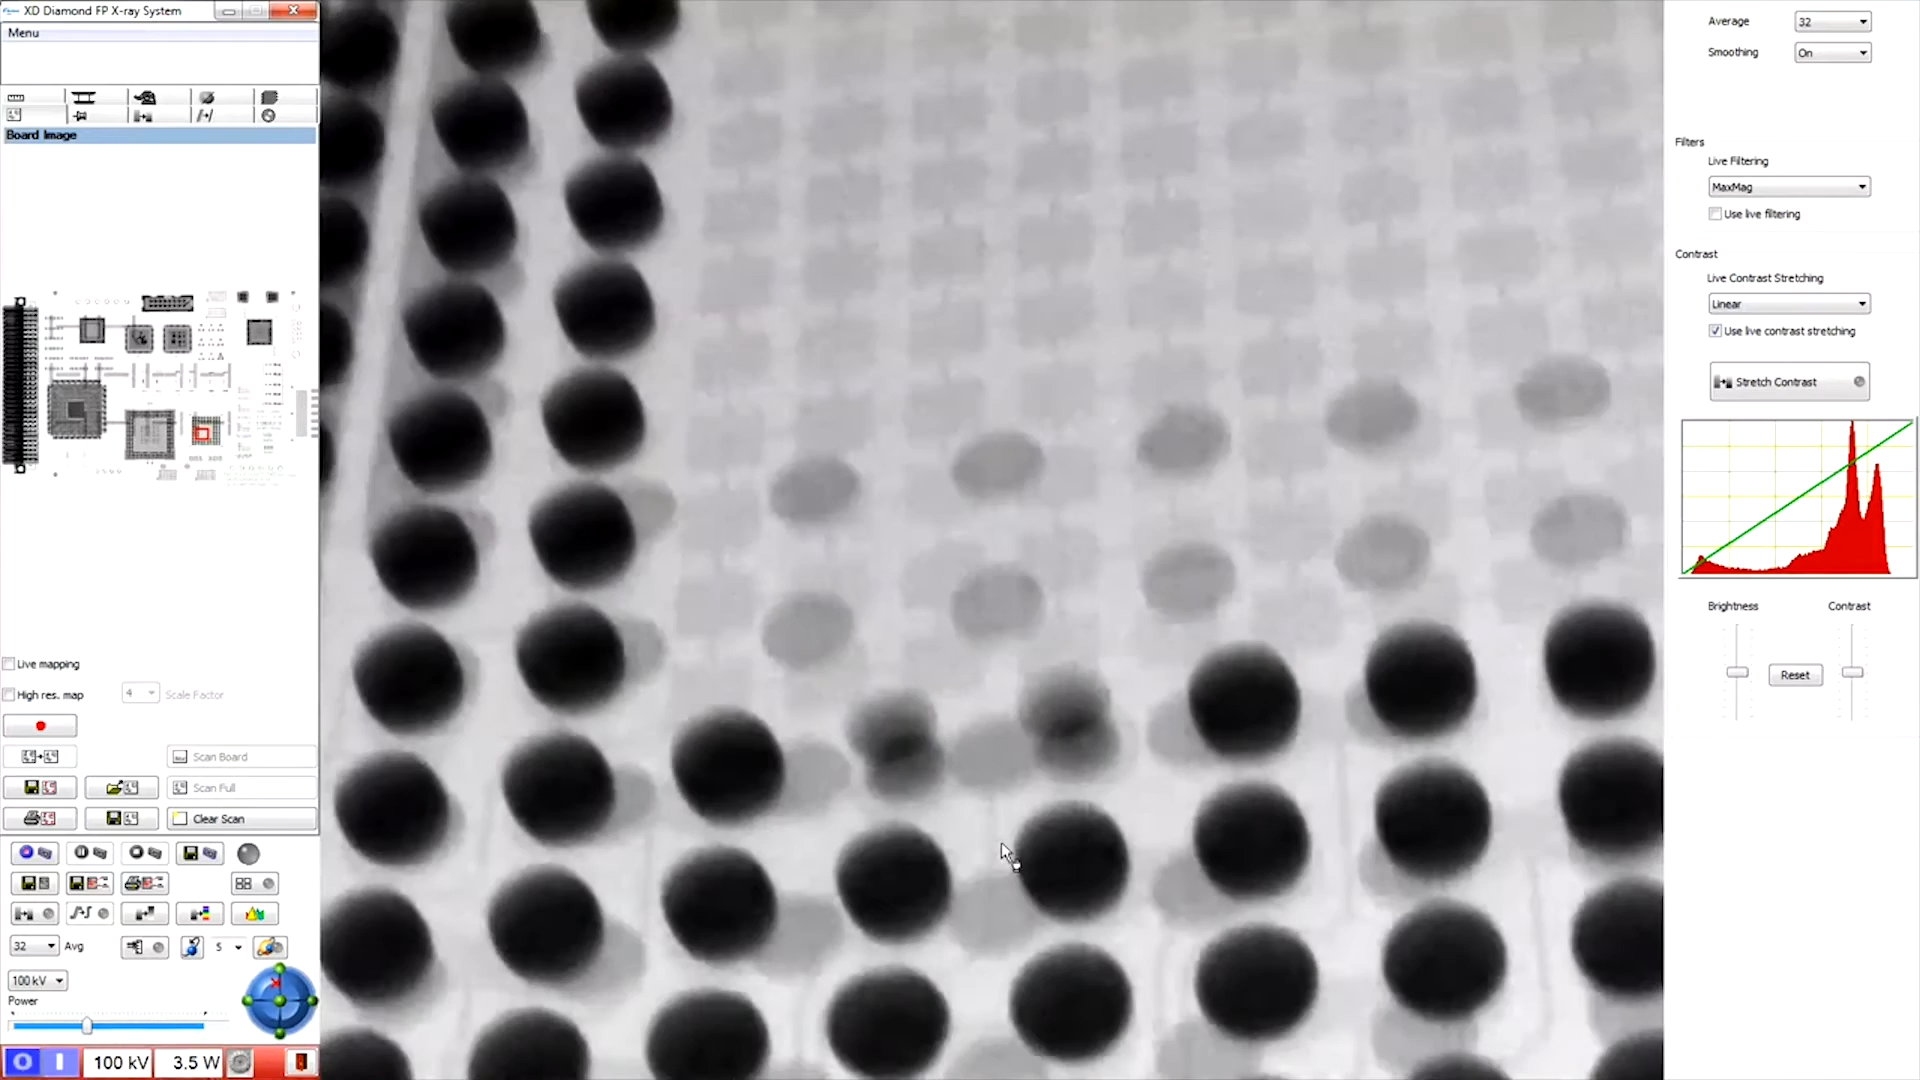 XD Diamond FP X-ray System
Menu
Board Image
Live mapping
High res. map
4
Scale Factor
Scan Board
Scan Full
Clear Scan
32
Avg
S
100 kV
Power
100 kV
3.5 W
Average
32
Smoothing
On
Filters
Live Filtering
MaxMag
Use live filtering
Contrast
Live Contrast Stretching
Linear
Use live contrast stretching
Stretch Contrast
Brightness
Contrast
Reset